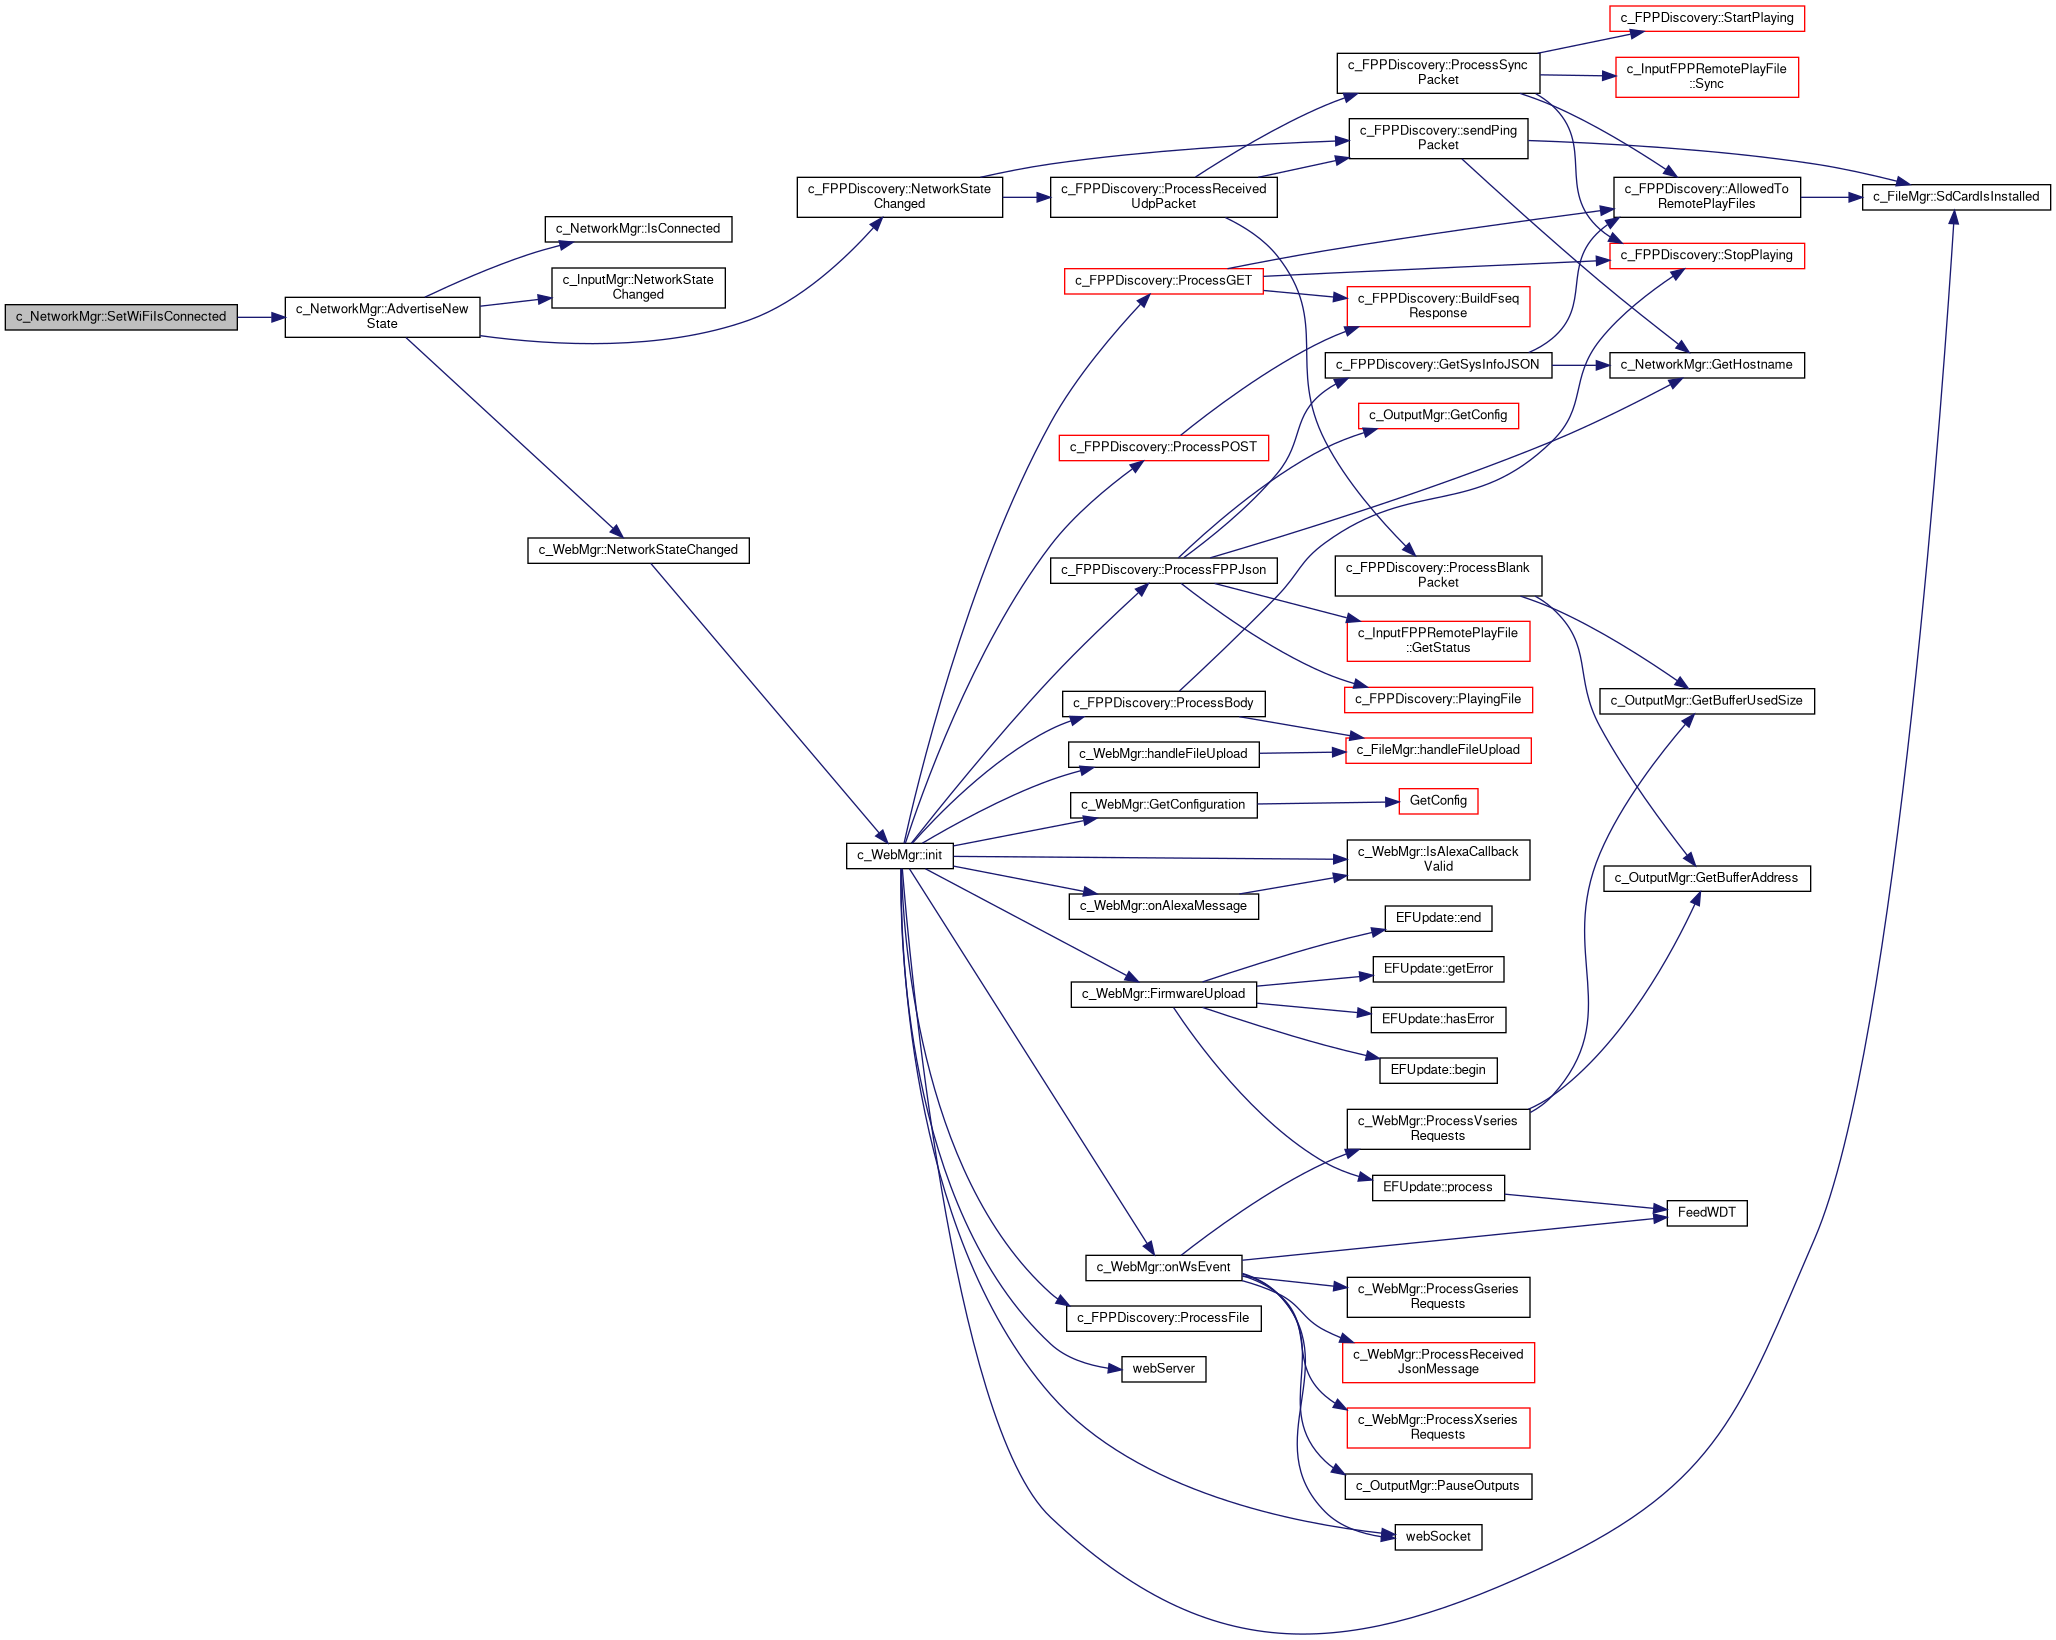 c_NetworkMgr::SetWiFiIsConnected
c_NetworkMgr::AdvertiseNew
State
c_NetworkMgr::IsConnected
c_InputMgr::NetworkState
Changed
c_WebMgr::NetworkStateChanged
c_FPPDiscovery::NetworkState
Changed
c_WebMgr::init
c_FPPDiscovery::ProcessReceived
UdpPacket
c_FPPDiscovery::ProcessGET
c_FPPDiscovery::ProcessPOST
c_FPPDiscovery::ProcessFPPJson
c_FPPDiscovery::ProcessBody
c_WebMgr::handleFileUpload
c_WebMgr::GetConfiguration
c_WebMgr::onAlexaMessage
c_WebMgr::FirmwareUpload
c_WebMgr::onWsEvent
c_FPPDiscovery::ProcessFile
webServer
c_FPPDiscovery::ProcessSync
Packet
c_FPPDiscovery::sendPing
Packet
c_FPPDiscovery::BuildFseq
Response
c_FPPDiscovery::GetSysInfoJSON
c_OutputMgr::GetConfig
c_FPPDiscovery::ProcessBlank
Packet
c_InputFPPRemotePlayFile
::GetStatus
c_FPPDiscovery::PlayingFile
c_FileMgr::handleFileUpload
GetConfig
c_WebMgr::IsAlexaCallback
Valid
EFUpdate::end
EFUpdate::getError
EFUpdate::hasError
EFUpdate::begin
c_WebMgr::ProcessVseries
Requests
EFUpdate::process
c_WebMgr::ProcessGseries
Requests
c_WebMgr::ProcessReceived
JsonMessage
c_WebMgr::ProcessXseries
Requests
c_OutputMgr::PauseOutputs
webSocket
c_FPPDiscovery::StartPlaying
c_InputFPPRemotePlayFile
::Sync
c_FPPDiscovery::AllowedTo
RemotePlayFiles
c_FPPDiscovery::StopPlaying
c_NetworkMgr::GetHostname
c_OutputMgr::GetBufferUsedSize
c_OutputMgr::GetBufferAddress
FeedWDT
c_FileMgr::SdCardIsInstalled